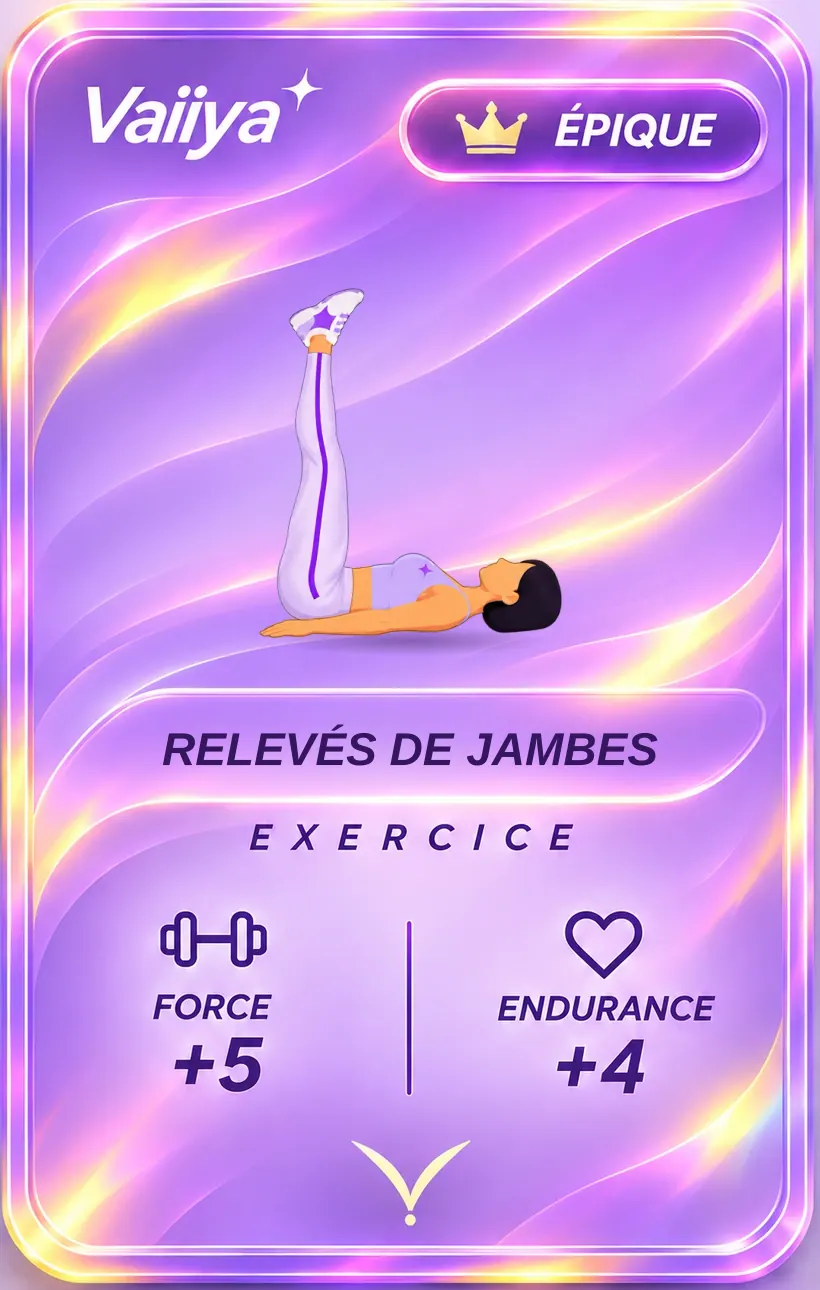 Vaiiya
ÉPIQUE
RELEVÉS DE JAMBES
EXERCICE
FORCE
+5
ENDURANCE
+4